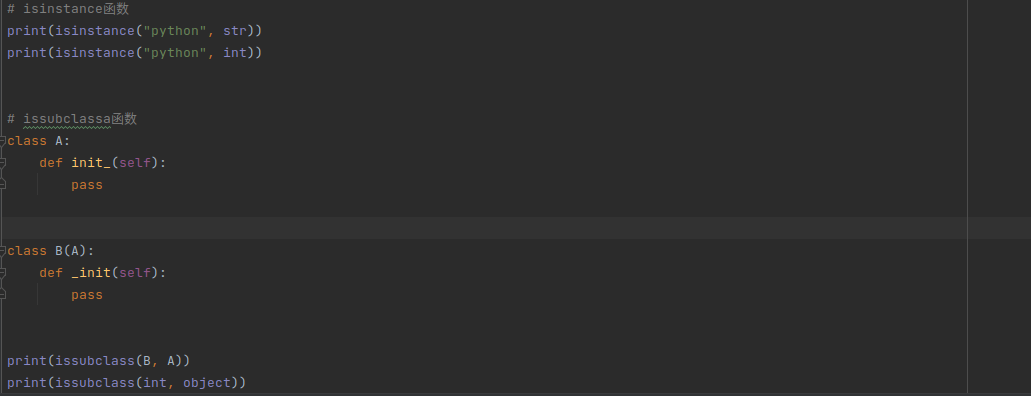 # isinstance函数
print(isinstance("python", str))
print(isinstance("python", int))
# issubclassa函数
class A:
    def init_(self):
        pass
class B(A):
    def _init(self):
        pass
print(issubclass(B, A))
print(issubclass(int, object))